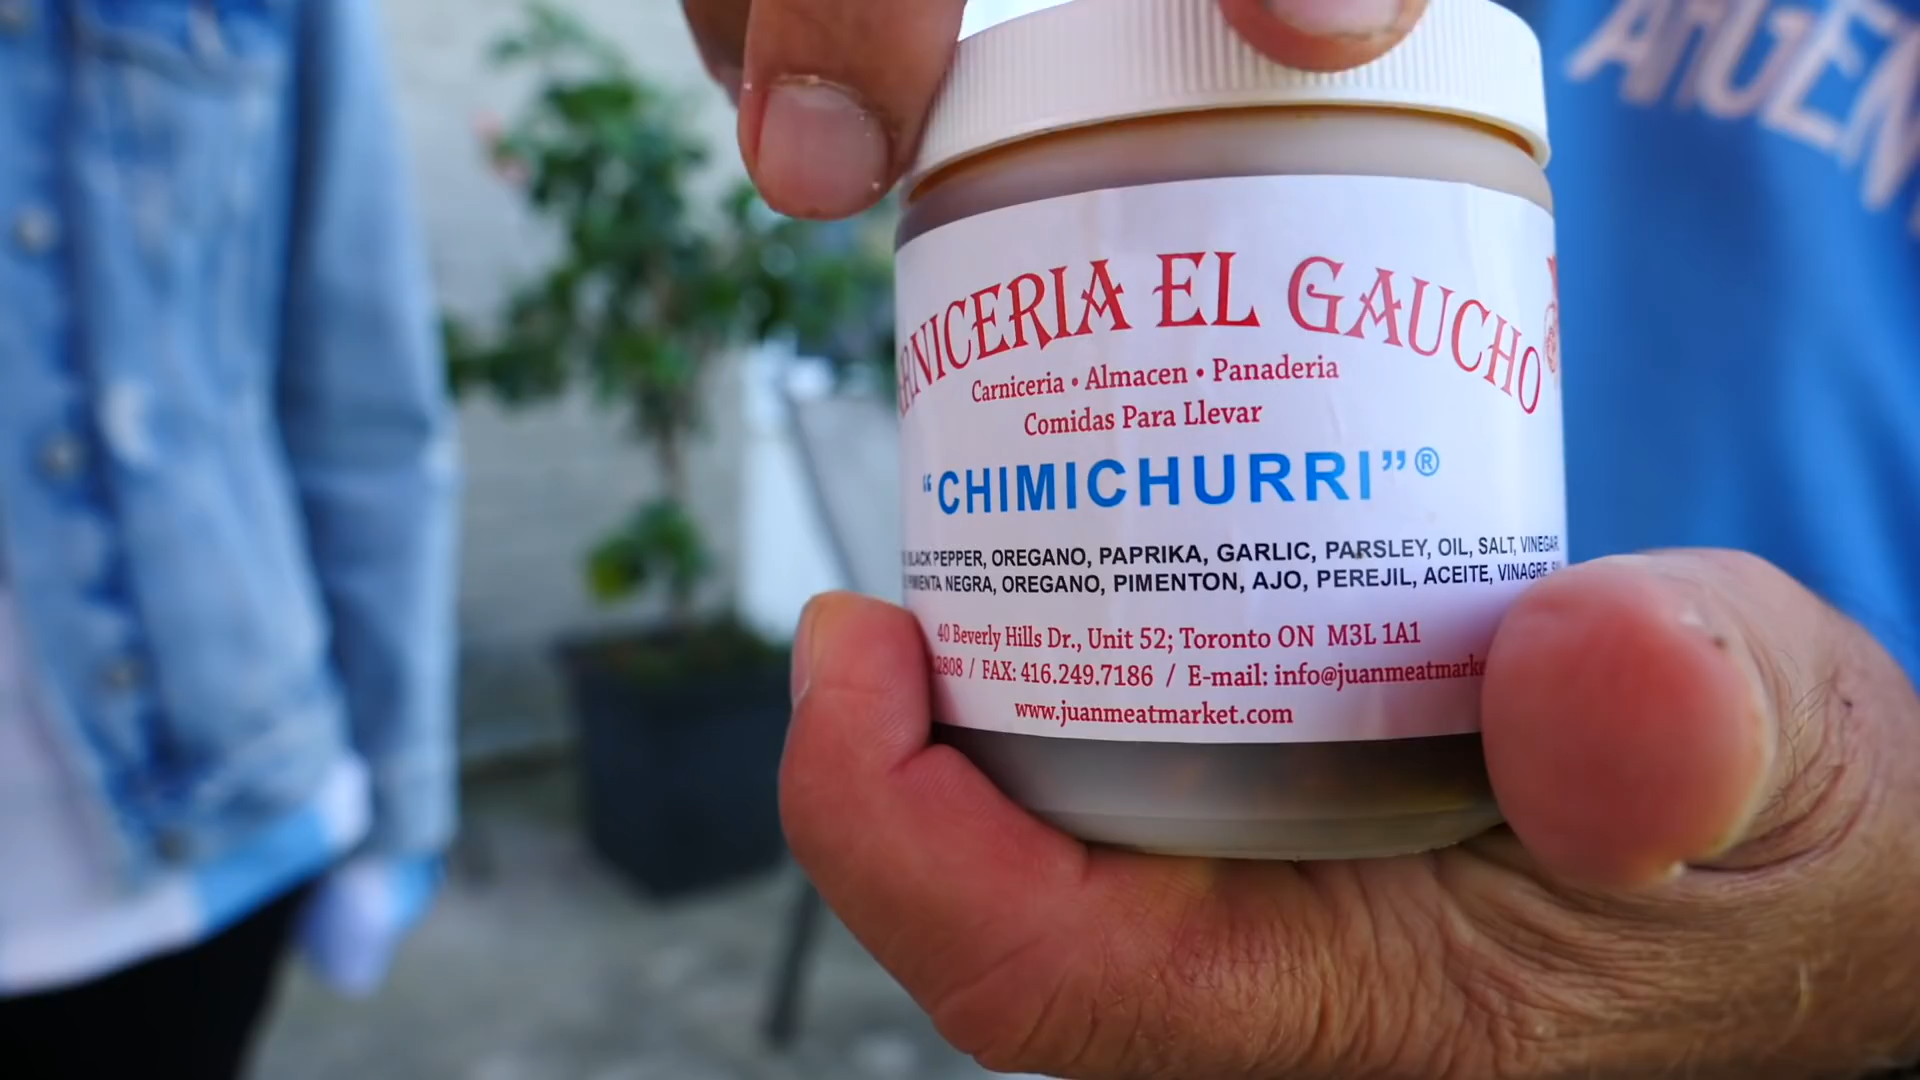 ARGEN
RNICERIA EL GAUCHO
Carniceria • Almacen • Panaderia
Comidas Para Llevar
“CHIMICHURRI”®
BLACK PEPPER, OREGANO, PAPRIKA, GARLIC, PARSLEY, OIL, SALT, VINEGAR
PIMENTA NEGRA, OREGANO, PIMENTON, AJO, PEREJIL, ACEITE, VINAGRE,
40 Beverly Hills Dr., Unit 52; Toronto ON M3L 1A1
2808 / FAX: 416.249.7186 / E-mail: info@juanmeatmarke
www.juanmeatmarket.com